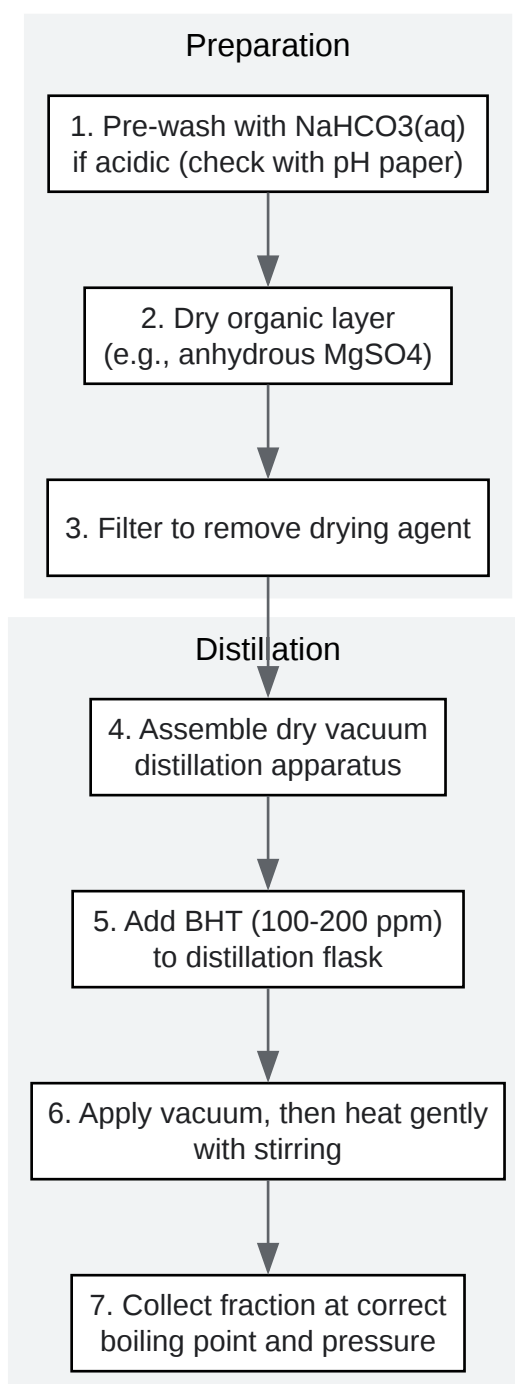 Preparation
1. Pre-wash with NaHCO3(aq)
if acidic (check with pH paper)
2. Dry organic layer
(e.g., anhydrous MgSO4)
3. Filter to remove drying agent
Distillation
4. Assemble dry vacuum
distillation apparatus
5. Add BHT (100-200 ppm)
to distillation flask
6. Apply vacuum, then heat gently
with stirring
7. Collect fraction at correct
boiling point and pressure